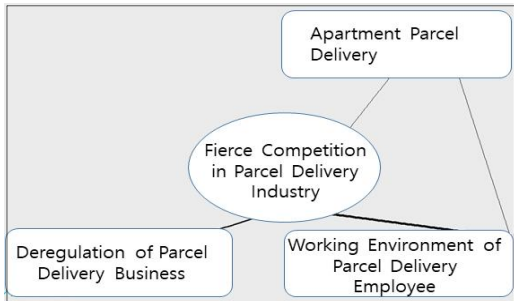 Apartment Parcel
Delivery
Fierce Competition
in Parcel Delivery
Industry
Deregulation of Parcel
Delivery Business
Working Environment of
Parcel Delivery
Employee